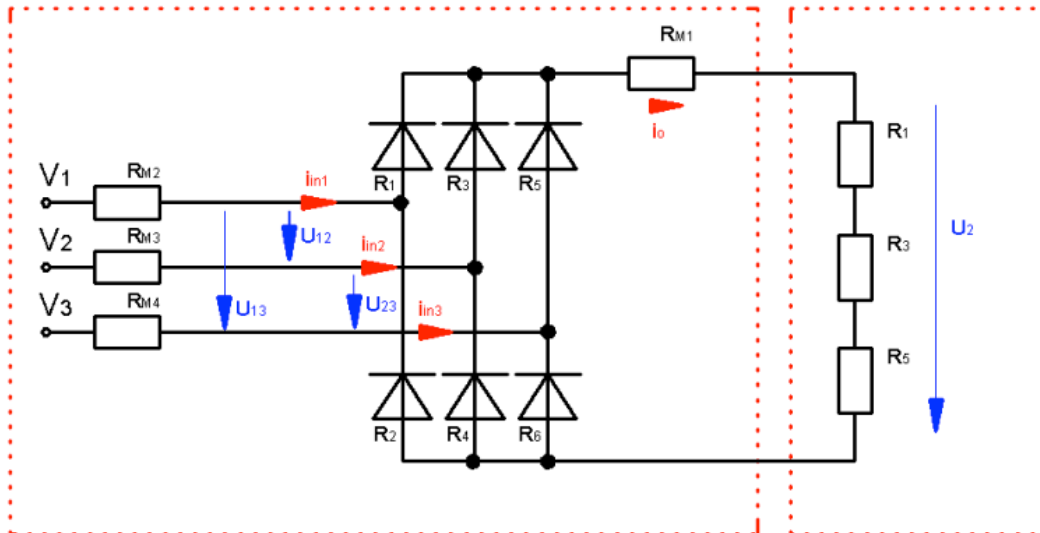 RM1
io
R1
R1
R3
R5
V1
RM2
iin1
U2
U12
V2
RM3
iin2
R3
V3
RM4
U13
U23
iin3
R5
R2
R4
R6